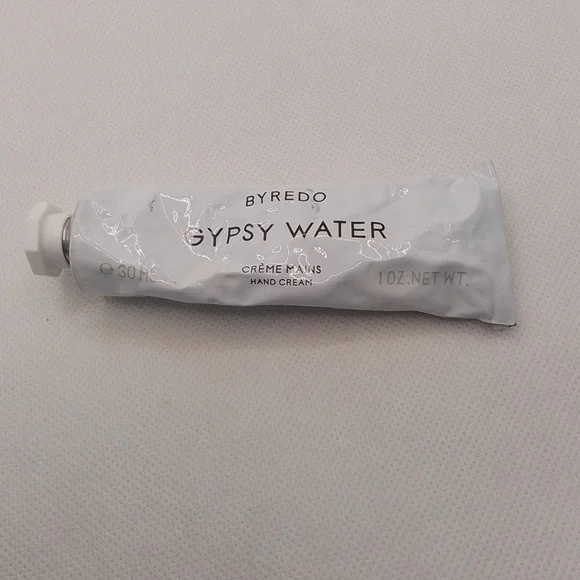 BYREDO
GYPSY WATER
CRÈME MAINS
HAND CREAM
℮ 30 ML
1 OZ. NET WT.